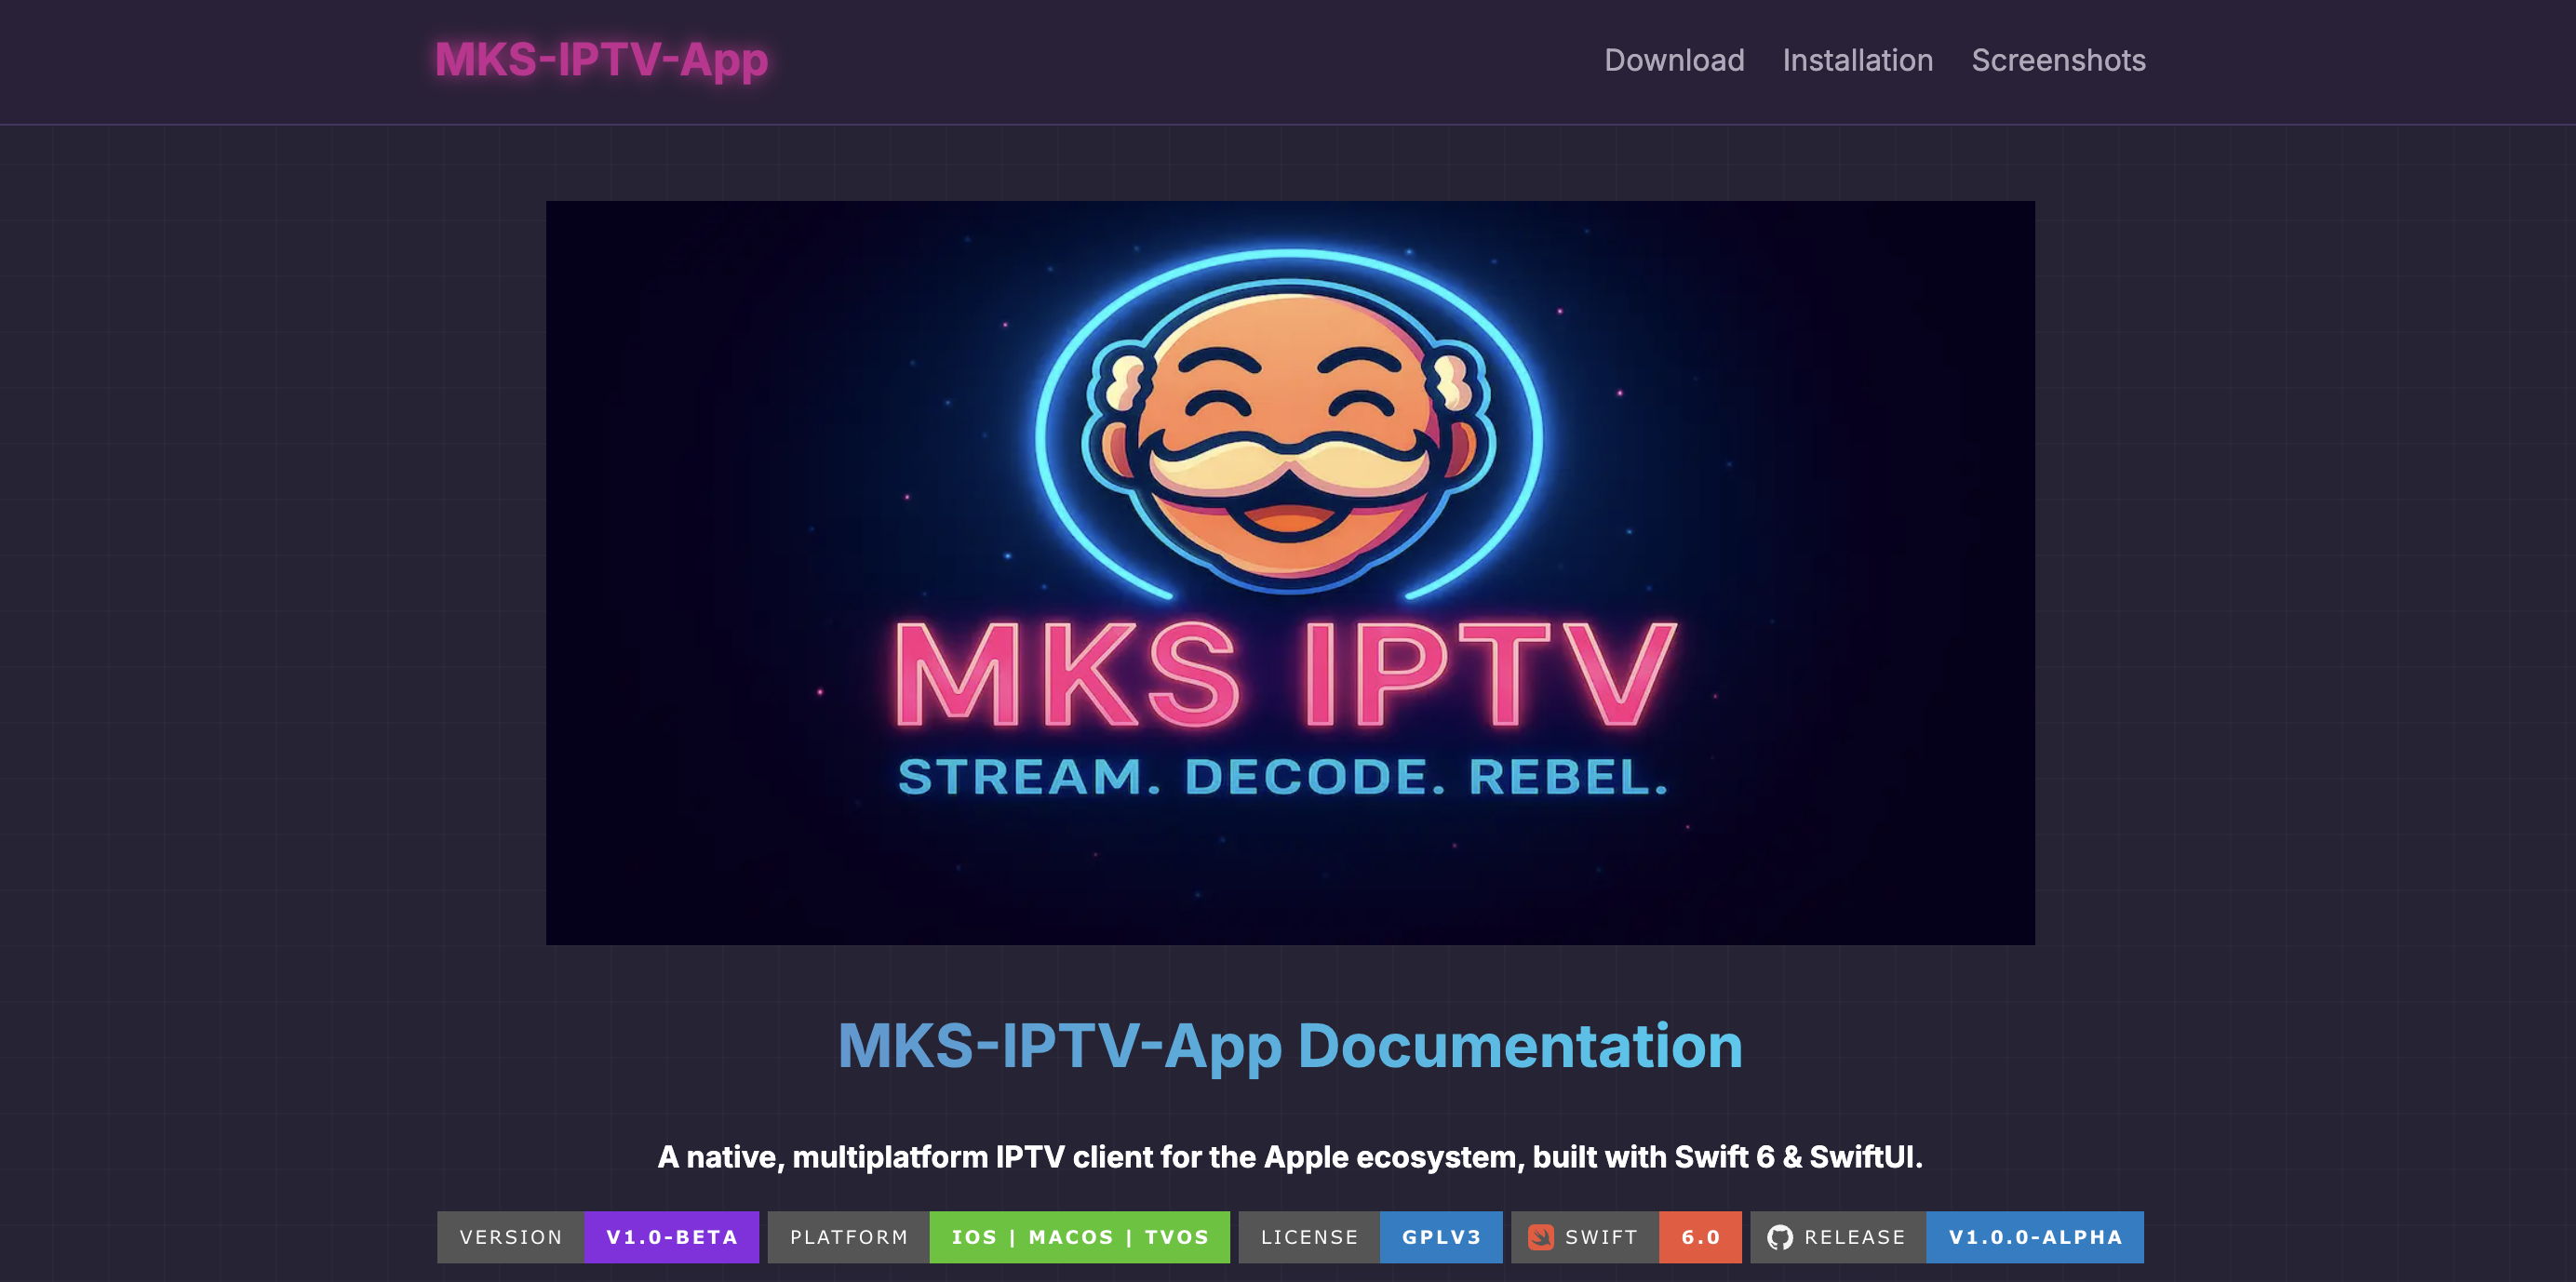 MKS-IPTV-App
Download Installation Screenshots
MKS IPTV
STREAM. DECODE. REBEL.
MKS-IPTV-App Documentation
A native, multiplatform IPTV client for the Apple ecosystem, built with Swift 6 & SwiftUI.
VERSION V1.0-BETA PLATFORM IOS | MACOS | TVOS LICENSE GPLV3 SWIFT 6.0 RELEASE V1.0.0-ALPHA